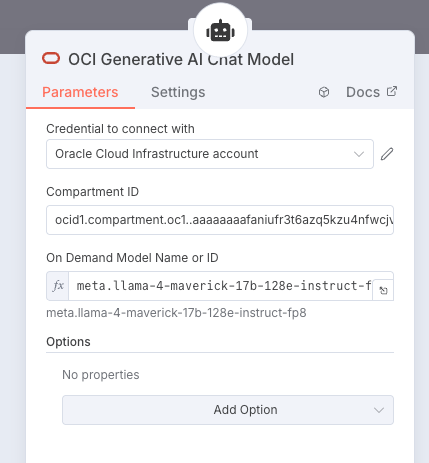 OCI Generative AI Chat Model
Parameters Settings Docs
Credential to connect with
Oracle Cloud Infrastructure account
Compartment ID
ocid1.compartment.oc1..aaaaaaaafaniufr3t6azq5kzu4nfwcjv
On Demand Model Name or ID
fx meta.llama-4-maverick-17b-128e-instruct-f
meta.llama-4-maverick-17b-128e-instruct-fp8
Options
No properties
Add Option